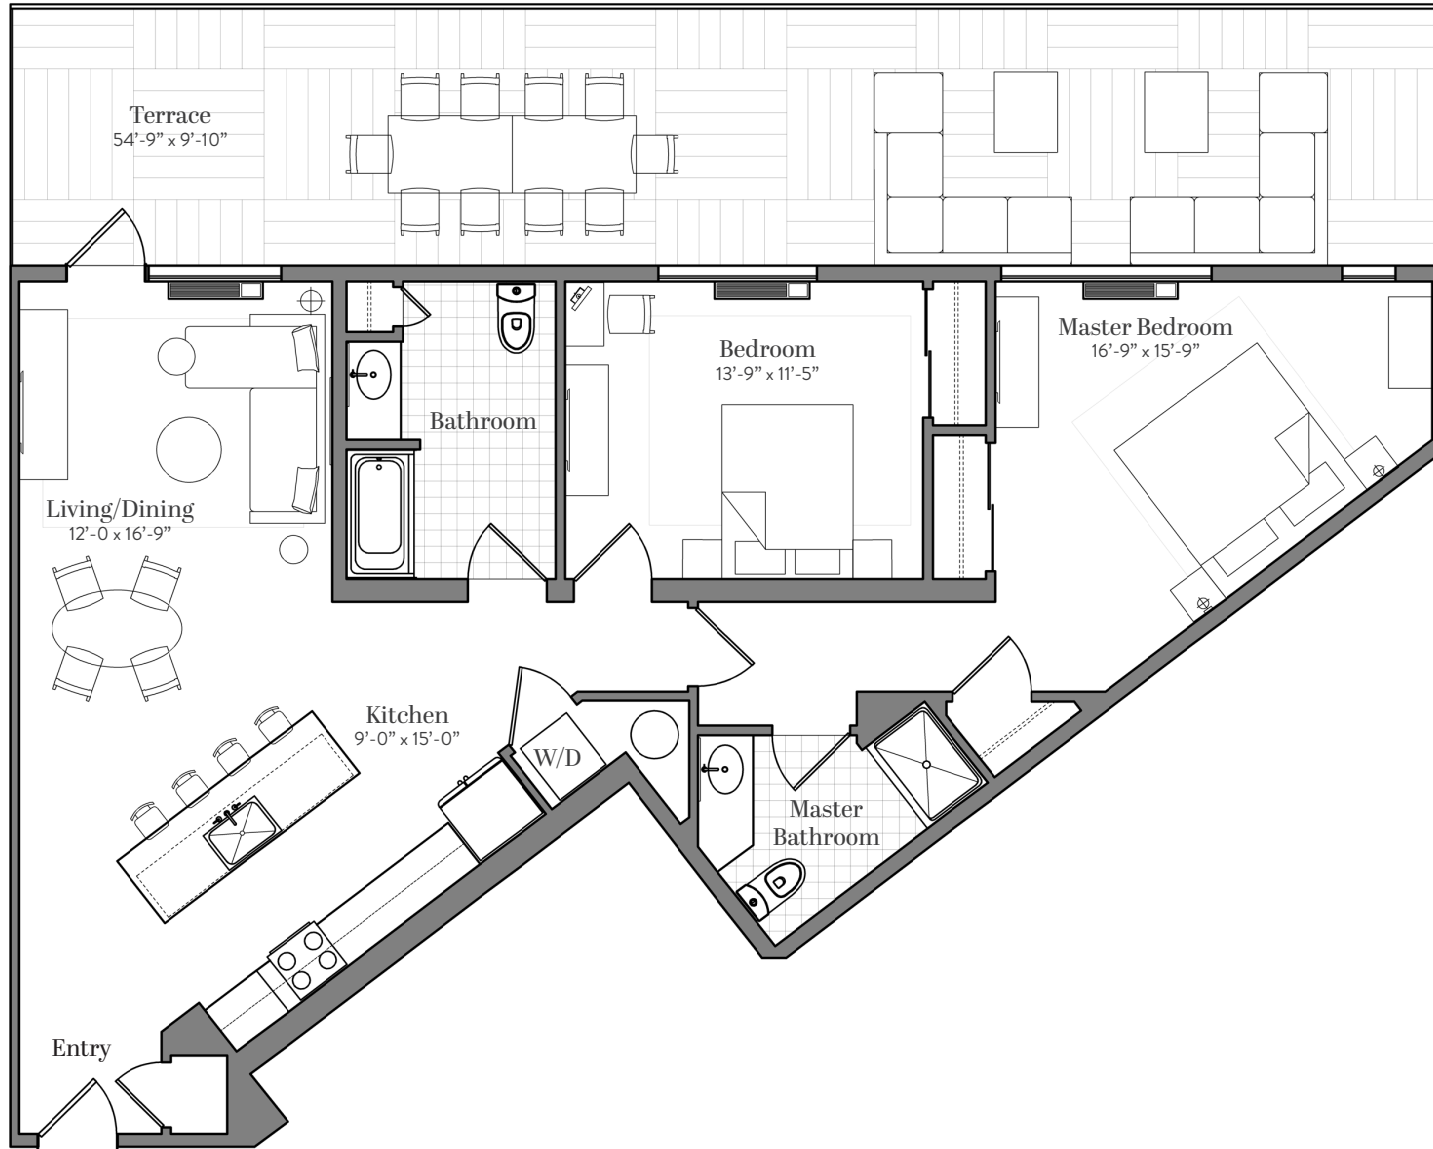 Terrace
54’-9” x 9’-10”
Master Bedroom
16’-9” x 15’-9”
Bedroom
13’-9” x 11’-5”
Bathroom
Living/Dining
12’-0 x 16’-9”
Kitchen
9’-0” x 15’-0”
W/D
Master
Bathroom
Entry